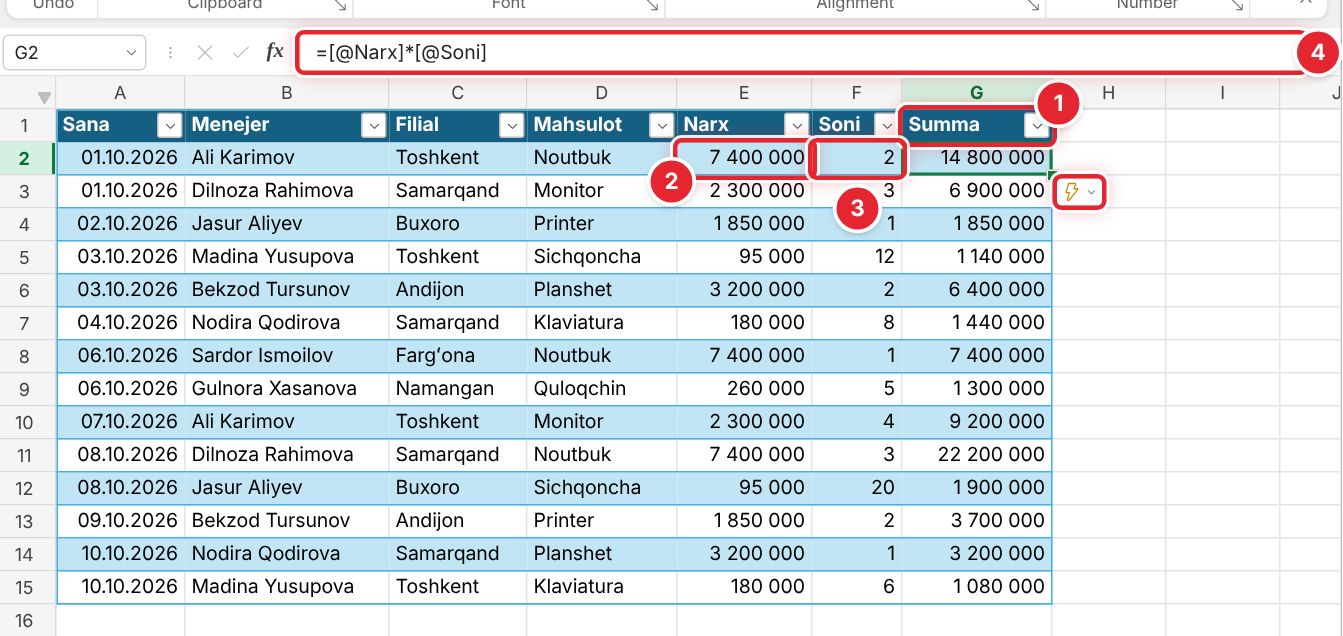 Undo Clipboard Font Alignment Number
G2 fx =[@Narx]*[@Soni] 4
A B C D E F G H I J
1
1 Sana Menejer Filial Mahsulot Narx Soni Summa
2 01.10.2026 Ali Karimov Toshkent Noutbuk 7 400 000 2 14 800 000
2
3 01.10.2026 Dilnoza Rahimova Samarqand Monitor 2 300 000 3 6 900 000
3
4 02.10.2026 Jasur Aliyev Buxoro Printer 1 850 000 1 1 850 000
5 03.10.2026 Madina Yusupova Toshkent Sichqoncha 95 000 12 1 140 000
6 03.10.2026 Bekzod Tursunov Andijon Planshet 3 200 000 2 6 400 000
7 04.10.2026 Nodira Qodirova Samarqand Klaviatura 180 000 8 1 440 000
8 06.10.2026 Sardor Ismoilov Fargʻona Noutbuk 7 400 000 1 7 400 000
9 06.10.2026 Gulnora Xasanova Namangan Quloqchin 260 000 5 1 300 000
10 07.10.2026 Ali Karimov Toshkent Monitor 2 300 000 4 9 200 000
11 08.10.2026 Dilnoza Rahimova Samarqand Noutbuk 7 400 000 3 22 200 000
12 08.10.2026 Jasur Aliyev Buxoro Sichqoncha 95 000 20 1 900 000
13 09.10.2026 Bekzod Tursunov Andijon Printer 1 850 000 2 3 700 000
14 10.10.2026 Nodira Qodirova Samarqand Planshet 3 200 000 1 3 200 000
15 10.10.2026 Madina Yusupova Toshkent Klaviatura 180 000 6 1 080 000
16